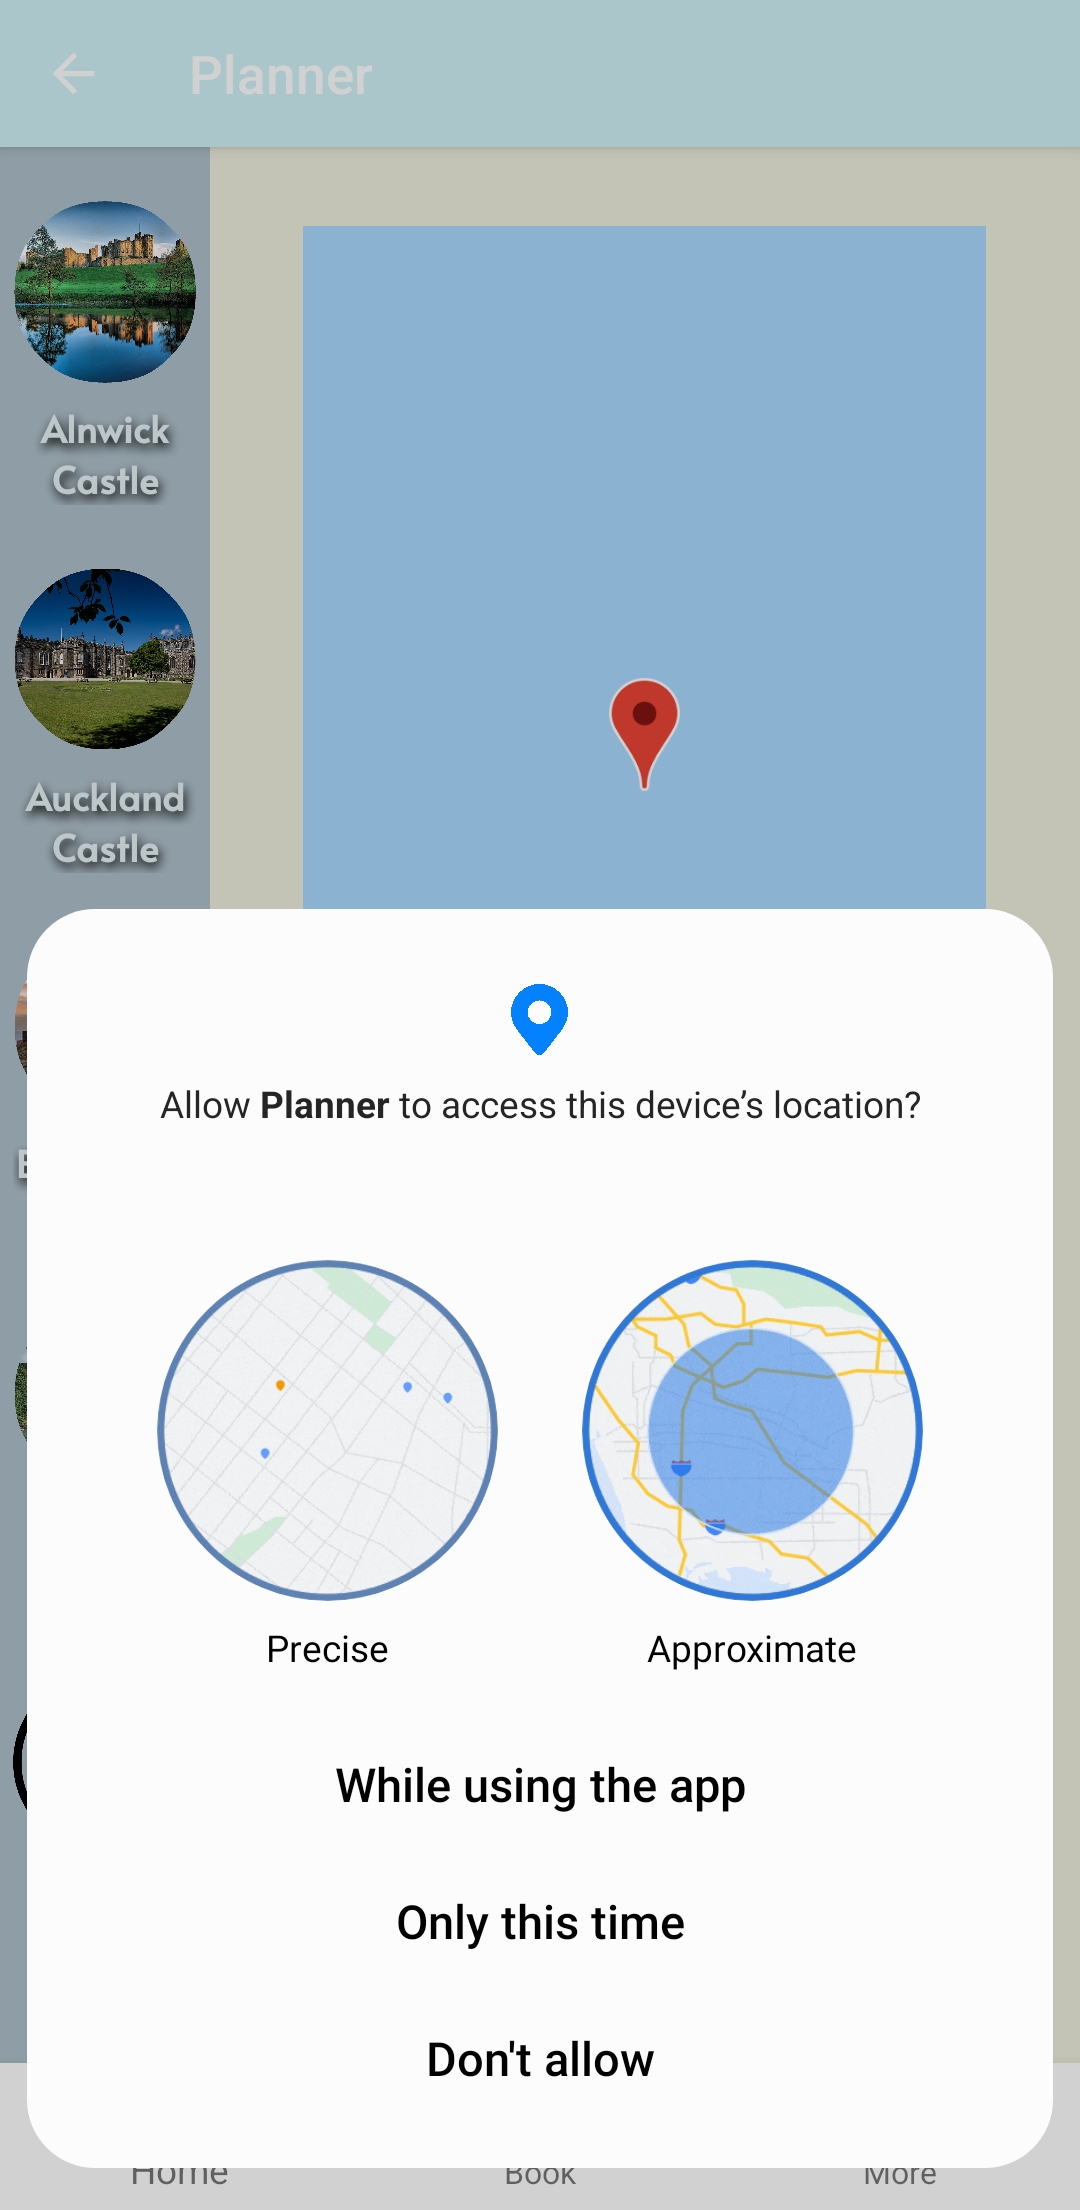 Planner
Alnwick
Castle
Auckland
Castle
Allow Planner to access this device’s location?
Precise
Approximate
While using the app
Only this time
Don't allow
Home
Book
More